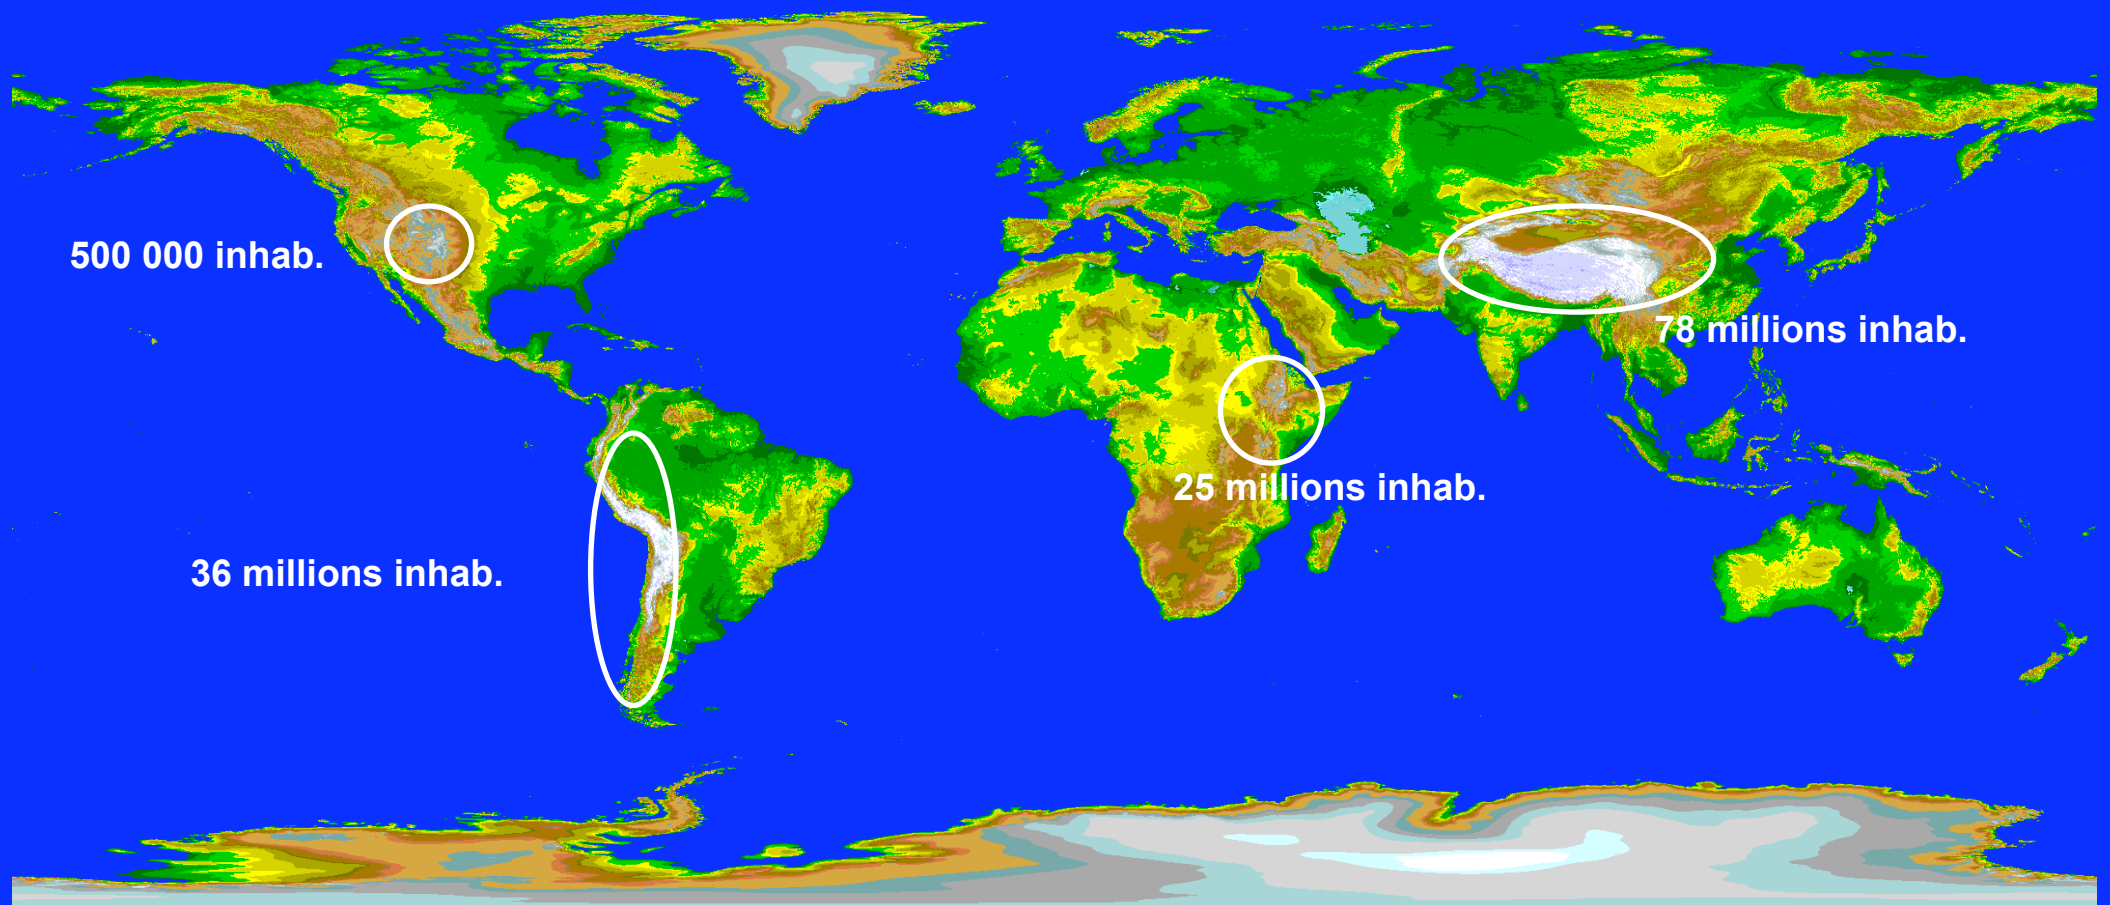 500 000 inhab.
78 millions inhab.
25 millions inhab.
36 millions inhab.